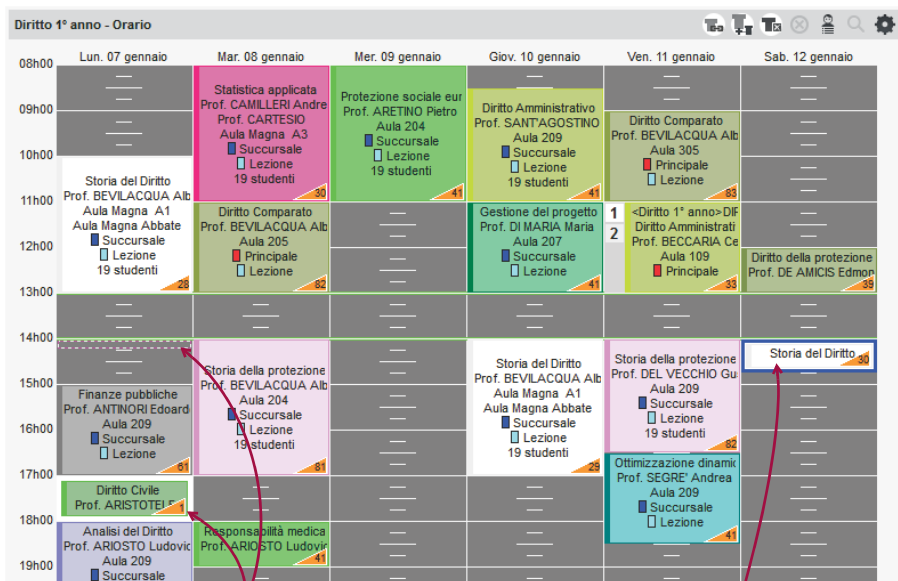 Diritto 1° anno - Orario
Lun. 07 gennaio
Mar. 08 gennaio
Mer. 09 gennaio
Giov. 10 gennaio
Ven. 11 gennaio
Sab. 12 gennaio
08h00
09h00
10h00
11h00
12h00
13h00
14h00
15h00
16h00
17h00
18h00
19h00
Storia del Diritto
Prof. BEVILACQUA Alb
Aula Magna A1
Aula Magna Abbate
Succursale
Lezione
19 studenti
28
Finanze pubbliche
Prof. ANTINORI Edoard
Aula 209
Succursale
Lezione
61
Diritto Civile
Prof. ARISTOTEL
1
Analisi del Diritto
Prof. ARIOSTO Ludovic
Aula 209
Succursale
Statistica applicata
Prof. CAMILLERI Andre
Prof. CARTESIO
Aula Magna A3
Succursale
Lezione
19 studenti
30
Diritto Comparato
Prof. BEVILACQUA Alb
Aula 205
Principale
Lezione
82
Storia della protezione
Prof. BEVILACQUA Alb
Aula 204
Succursale
Lezione
19 studenti
81
Responsabilità medica
Prof. ARIOSTO Ludovic
41
Protezione sociale eur
Prof. ARETINO Pietro
Aula 204
Succursale
Lezione
19 studenti
41
Diritto Amministrativo
Prof. SANT'AGOSTINO
Aula 209
Succursale
Lezione
19 studenti
41
Gestione del progetto
Prof. DI MARIA Maria
Aula 207
Succursale
Lezione
41
Storia del Diritto
Prof. BEVILACQUA Alb
Aula Magna A1
Aula Magna Abbate
Succursale
Lezione
19 studenti
29
Diritto Comparato
Prof. BEVILACQUA Alb
Aula 305
Principale
Lezione
83
1
2
<Diritto 1° anno> DIF
Diritto Amministrati
Prof. BECCARIA Ce
Aula 109
Principale
33
Storia della protezione
Prof. DEL VECCHIO Gu
Aula 209
Succursale
Lezione
82
Ottimizzazione dinamic
Prof. SEGRE' Andrea
Aula 209
Succursale
Lezione
41
Diritto della protezione
Prof. DE AMICIS Edmon
39
Storia del Diritto
30